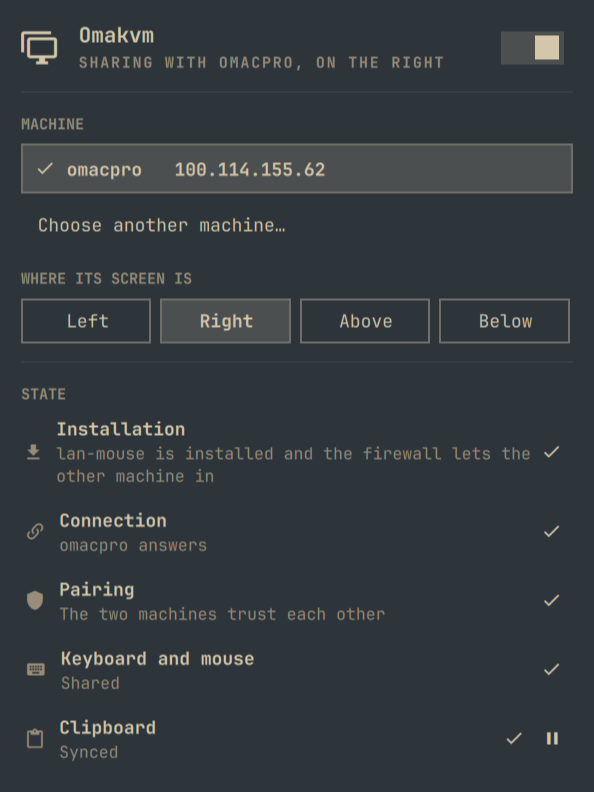 Omakvm
SHARING WITH OMACPRO, ON THE RIGHT
MACHINE
omacpro 100.114.155.62
Choose another machine…
WHERE ITS SCREEN IS
Left Right Above Below
STATE
Installation
lan-mouse is installed and the firewall lets the
other machine in
Connection
omacpro answers
Pairing
The two machines trust each other
Keyboard and mouse
Shared
Clipboard
Synced